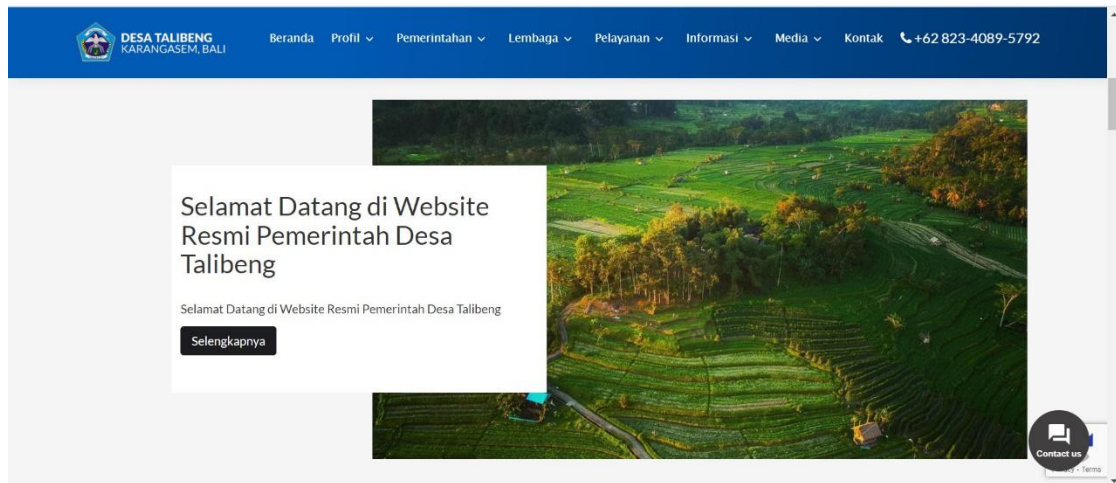 DESA TALIBENG
KARANGASEM, BALI
Beranda Profil Pemerintahan Lembaga Pelayanan Informasi Media Kontak +62 823-4089-5792
Selamat Datang di Website
Resmi Pemerintah Desa
Talibeng
Selamat Datang di Website Resmi Pemerintah Desa Talibeng
Selengkapnya
Contact us
- Terms